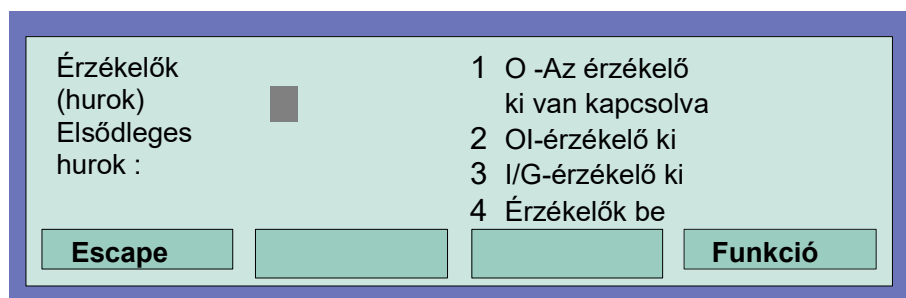 Érzékelők
(hurok)
Elsődleges
hurok :
1 O -Az érzékelő
ki van kapcsolva
2 OI-érzékelő ki
3 I/G-érzékelő ki
4 Érzékelők be
Escape
Funkció